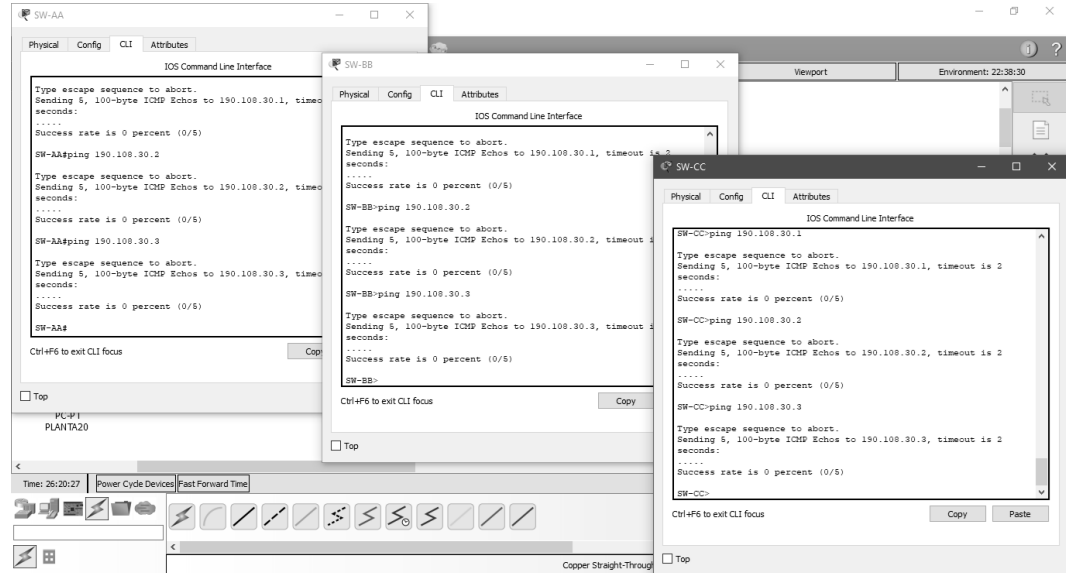 SW-AA
Physical Config CLI Attributes
IOS Command Line Interface
Type escape sequence to abort.
Sending 5, 100-byte ICMP Echos to 190.108.30.1, timeo
seconds:
.....
Success rate is 0 percent (0/5)
SW-AA#ping 190.108.30.2
Type escape sequence to abort.
Sending 5, 100-byte ICMP Echos to 190.108.30.2, timeo
seconds:
.....
Success rate is 0 percent (0/5)
SW-AA#ping 190.108.30.3
Type escape sequence to abort.
Sending 5, 100-byte ICMP Echos to 190.108.30.3, timeo
seconds:
.....
Success rate is 0 percent (0/5)
SW-AA#
Ctrl+F6 to exit CLI focus
Copy
Top
SW-BB
Physical Config CLI Attributes
IOS Command Line Interface
Type escape sequence to abort.
Sending 5, 100-byte ICMP Echos to 190.108.30.1, timeout is 2
seconds:
.....
Success rate is 0 percent (0/5)
SW-BB>ping 190.108.30.2
Type escape sequence to abort.
Sending 5, 100-byte ICMP Echos to 190.108.30.2, timeout i
seconds:
.....
Success rate is 0 percent (0/5)
SW-BB>ping 190.108.30.3
Type escape sequence to abort.
Sending 5, 100-byte ICMP Echos to 190.108.30.3, timeout i
seconds:
.....
Success rate is 0 percent (0/5)
SW-BB>
Ctrl+F6 to exit CLI focus
Copy
Top
SW-CC
Physical Config CLI Attributes
IOS Command Line Interface
SW-CC>ping 190.108.30.1
Type escape sequence to abort.
Sending 5, 100-byte ICMP Echos to 190.108.30.1, timeout is 2
seconds:
.....
Success rate is 0 percent (0/5)
SW-CC>ping 190.108.30.2
Type escape sequence to abort.
Sending 5, 100-byte ICMP Echos to 190.108.30.2, timeout is 2
seconds:
.....
Success rate is 0 percent (0/5)
SW-CC>ping 190.108.30.3
Type escape sequence to abort.
Sending 5, 100-byte ICMP Echos to 190.108.30.3, timeout is 2
seconds:
.....
Success rate is 0 percent (0/5)
SW-CC>
Ctrl+F6 to exit CLI focus
Copy Paste
Top
Viewport Environment: 22:38:30
PC-PT
PLANTA20
Time: 26:20:27 Power Cycle Devices Fast Forward Time
Copper Straight-Through